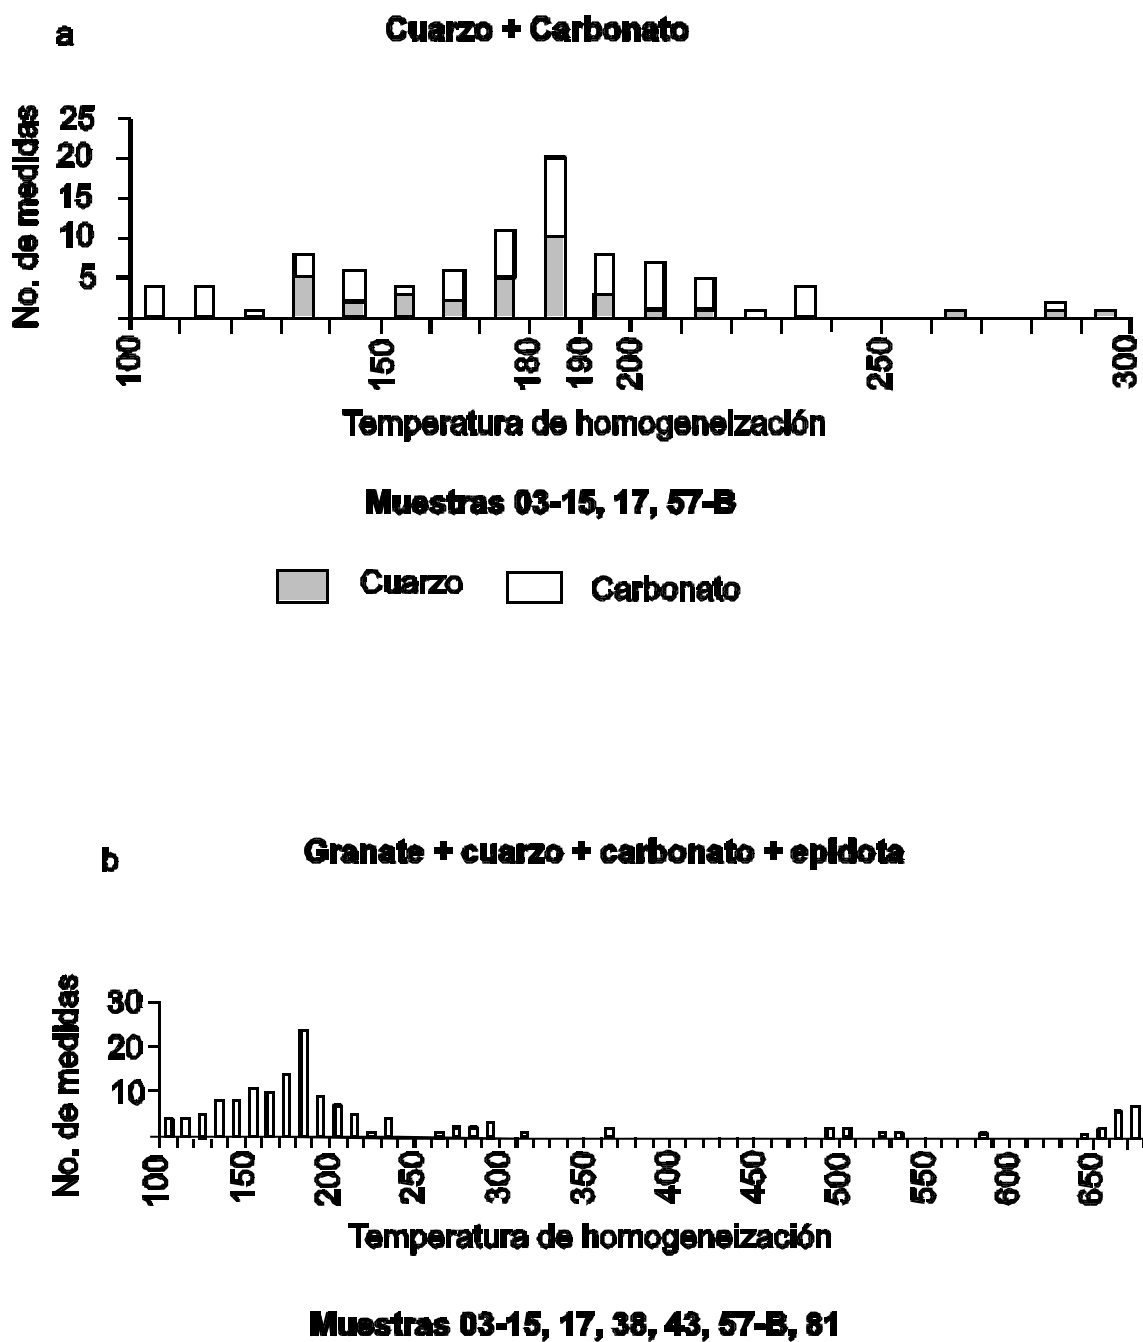 a
Cuarzo + Carbonato
No. de medidas
25
20
15
10
5
100
150
180
190
200
250
300
Temperatura de homogeneización
Muestras 03-15, 17, 57-B
Cuarzo
Carbonato
b
Granate + cuarzo + carbonato + epidota
No. de medidas
30
20
10
100
150
200
250
300
350
400
450
500
550
600
650
Temperatura de homogeneización
Muestras 03-15, 17, 38, 43, 57-B, 81